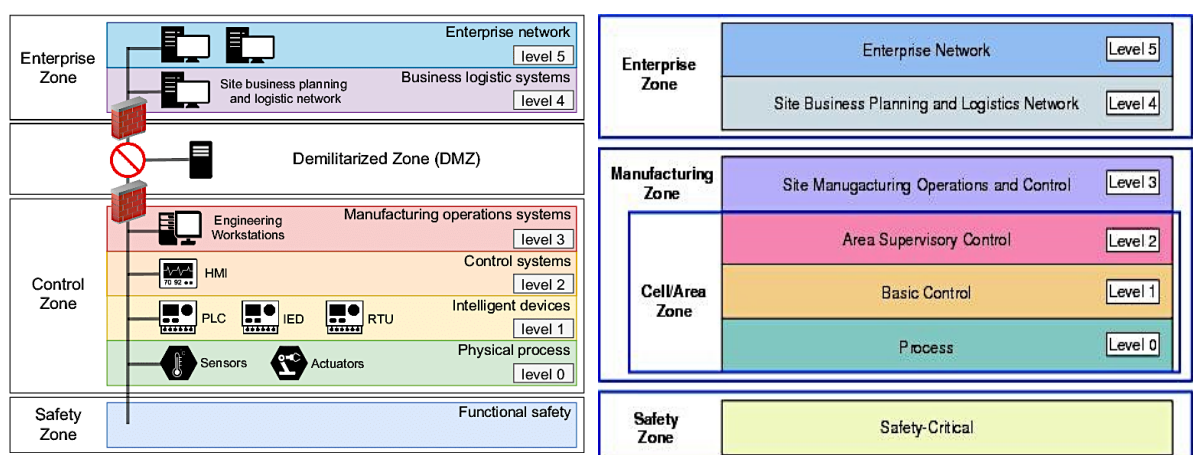 Enterprise
Zone
Enterprise network
level 5
Business logistic systems
Site business planning
and logistic network
level 4
Demilitarized Zone (DMZ)
Control
Zone
Manufacturing operations systems
Engineering
Workstations
level 3
Control systems
HMI
70 92
level 2
Intelligent devices
PLC
IED
RTU
level 1
Physical process
Sensors
Actuators
level 0
Safety
Zone
Functional safety
Enterprise
Zone
Enterprise Network
Level 5
Site Business Planning and Logistics Network
Level 4
Manufacturing
Zone
Site Manugacturing Operations and Control
Level 3
Cell/Area
Zone
Area Supervisory Control
Level 2
Basic Control
Level 1
Process
Level 0
Safety
Zone
Safety-Critical